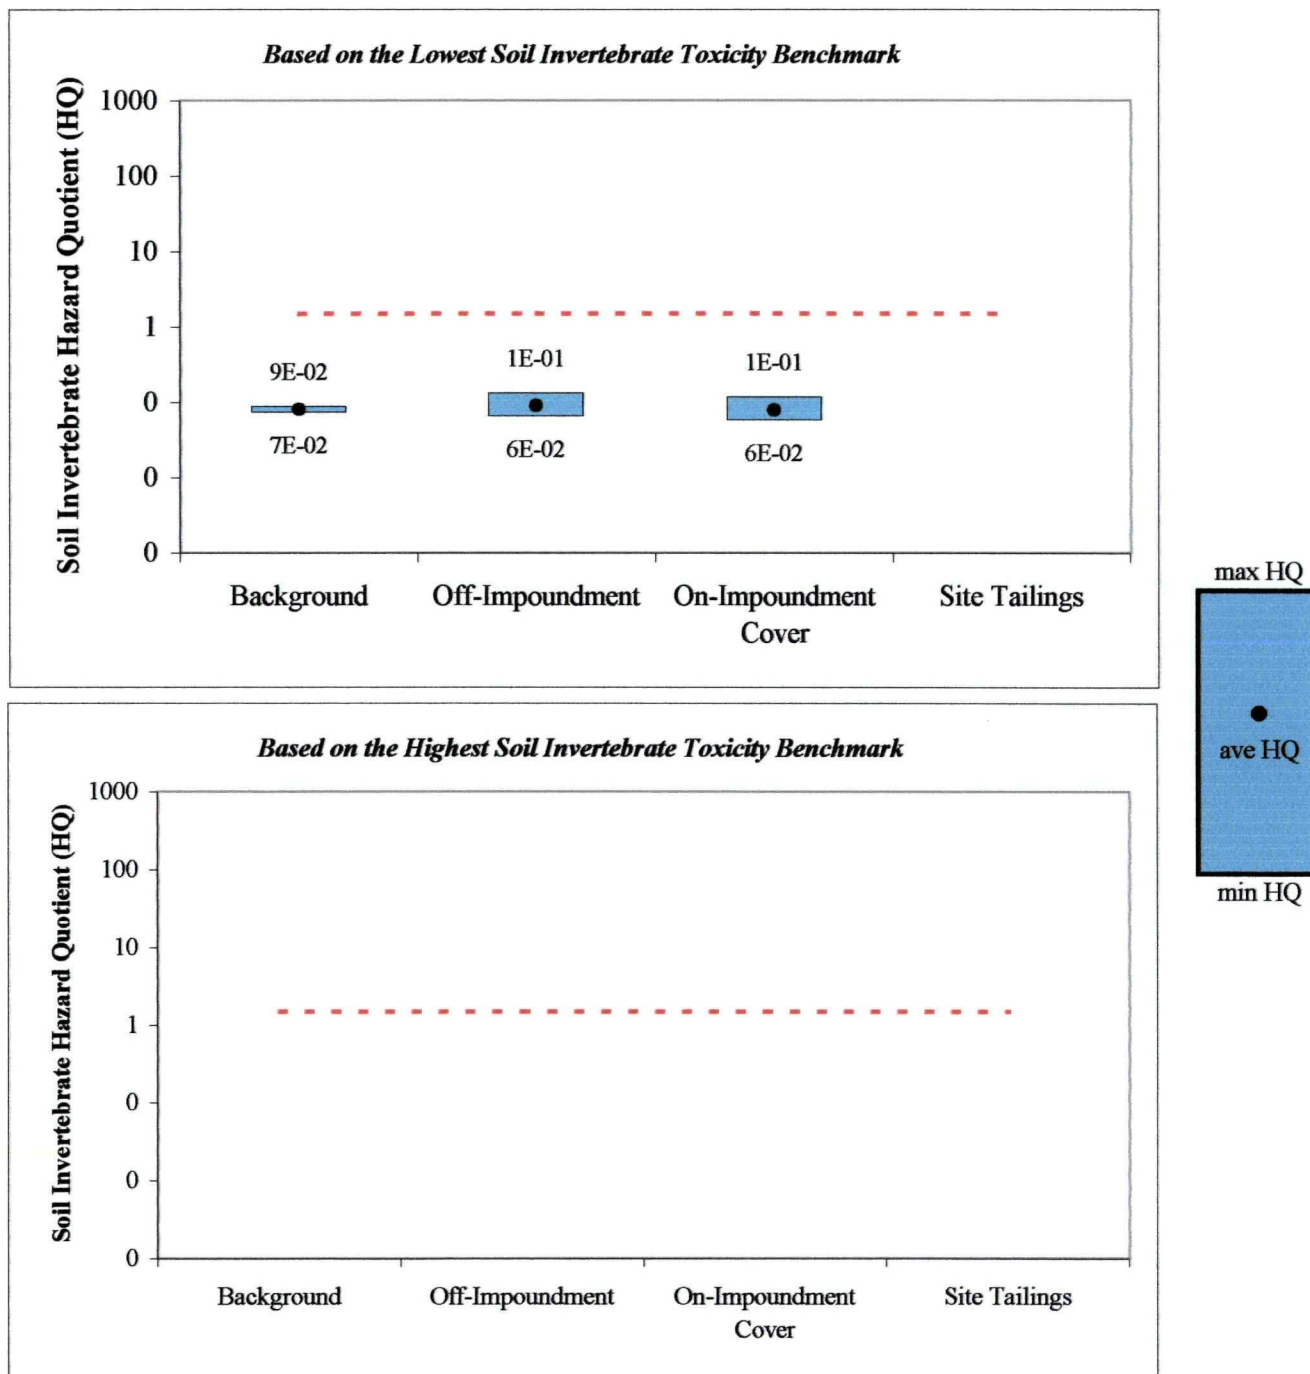 Based on the Lowest Soil Invertebrate Toxicity Benchmark
Soil Invertebrate Hazard Quotient (HQ)
1000
100
10
1
0
0
0
9E-02
7E-02
1E-01
6E-02
1E-01
6E-02
Background
Off-Impoundment
On-Impoundment
Cover
Site Tailings
max HQ
ave HQ
min HQ
Based on the Highest Soil Invertebrate Toxicity Benchmark
Soil Invertebrate Hazard Quotient (HQ)
1000
100
10
1
0
0
0
Background
Off-Impoundment
On-Impoundment
Cover
Site Tailings